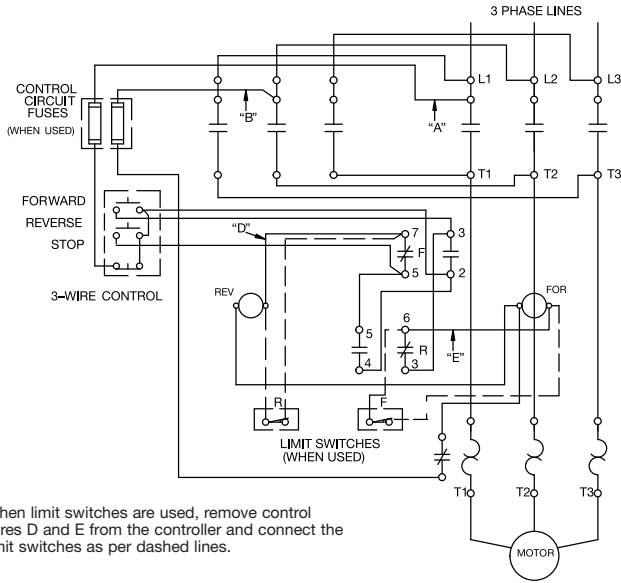 3 PHASE LINES
L1 L2 L3
CONTROL
CIRCUIT
FUSES
(WHEN USED)
"B" "A"
T1 T2 T3
FORWARD
REVERSE
STOP
3–WIRE CONTROL
"D"
7 3
F
R
5 2
REV
FOR
5 6
R
4 3
"E"
R F
LIMIT SWITCHES
(WHEN USED)
T1 T2 T3
MOTOR
hen limit switches are used, remove control
res D and E from the controller and connect the
mit switches as per dashed lines.